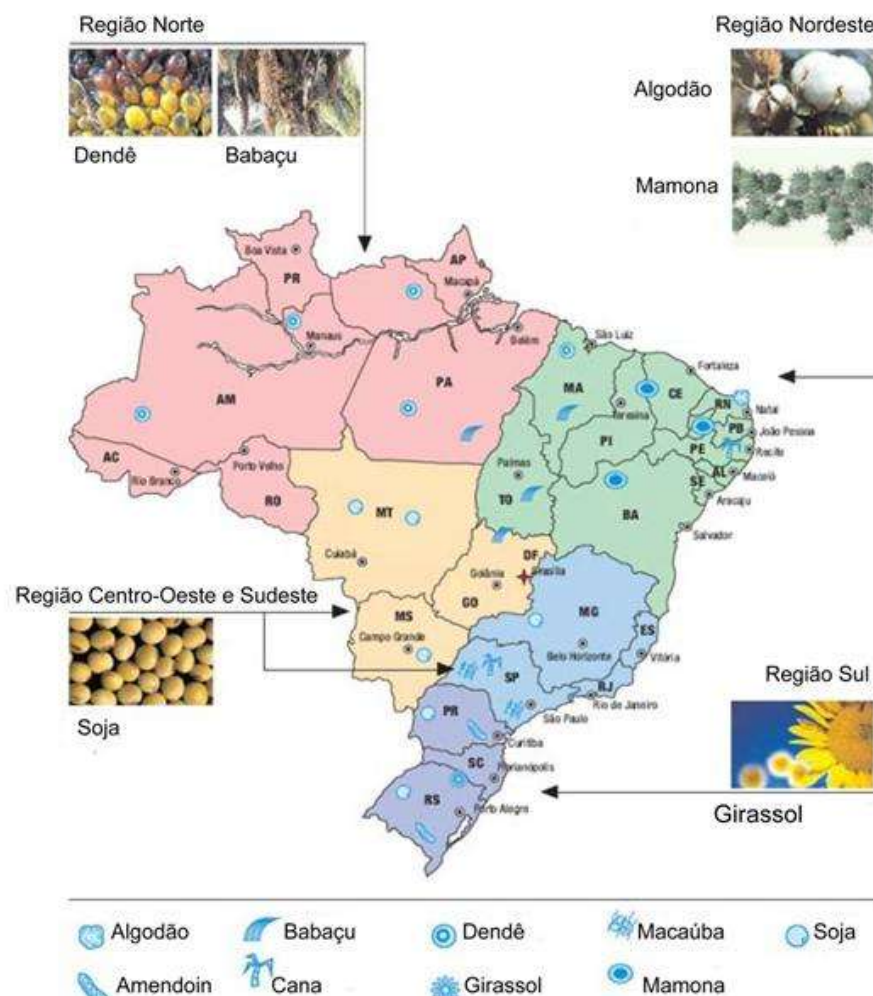 Região Norte
Região Nordeste
Algodão
Dendê
Babaçu
Mamona
Boa Vista
PR
AP
Macapá
Manaus
Belém
São Luiz
Fortaleza
AM
PA
MA
CE
RN
Natal
Teresina
PB
João Pessoa
PI
PE
Recife
AC
Porto Velho
Rio Branco
Palmas
AL
Maceió
SE
Aracaju
RO
TO
MT
BA
Salvador
Cuiabá
DF
Goiânia
Brasília
GO
MG
Região Centro-Oeste e Sudeste
MS
ES
Campo Grande
Belo Horizonte
Vitória
SP
RJ
Rio de Janeiro
Região Sul
Soja
PR
São Paulo
Curitiba
SC
Florianópolis
RS
Porto Alegre
Girassol
Algodão
Babaçu
Dendê
Macaúba
Soja
Amendoin
Cana
Girassol
Mamona